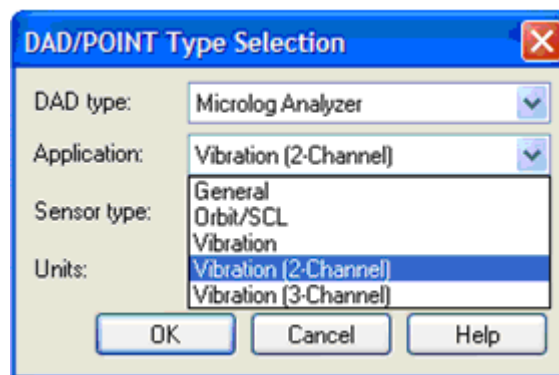 DAD/POINT Type Selection
DAD type: Microlog Analyzer
Application: Vibration (2-Channel)
General
Orbit/SCL
Sensor type:
Vibration
Units: Vibration (2-Channel)
Vibration (3-Channel)
OK Cancel Help